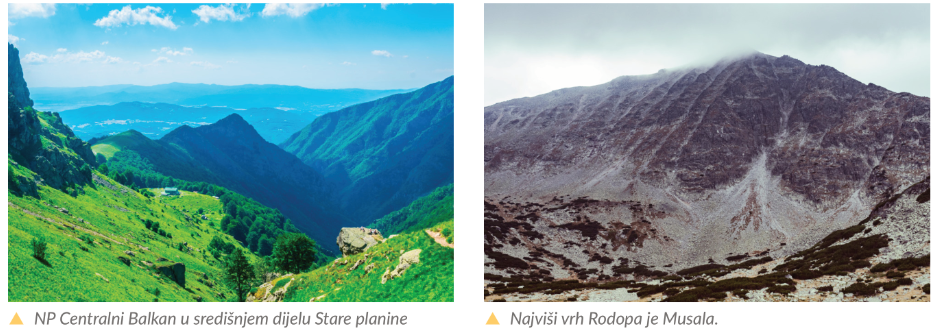 NP Centralni Balkan u središnjem dijelu Stare planine
Najviši vrh Rodopa je Musala.